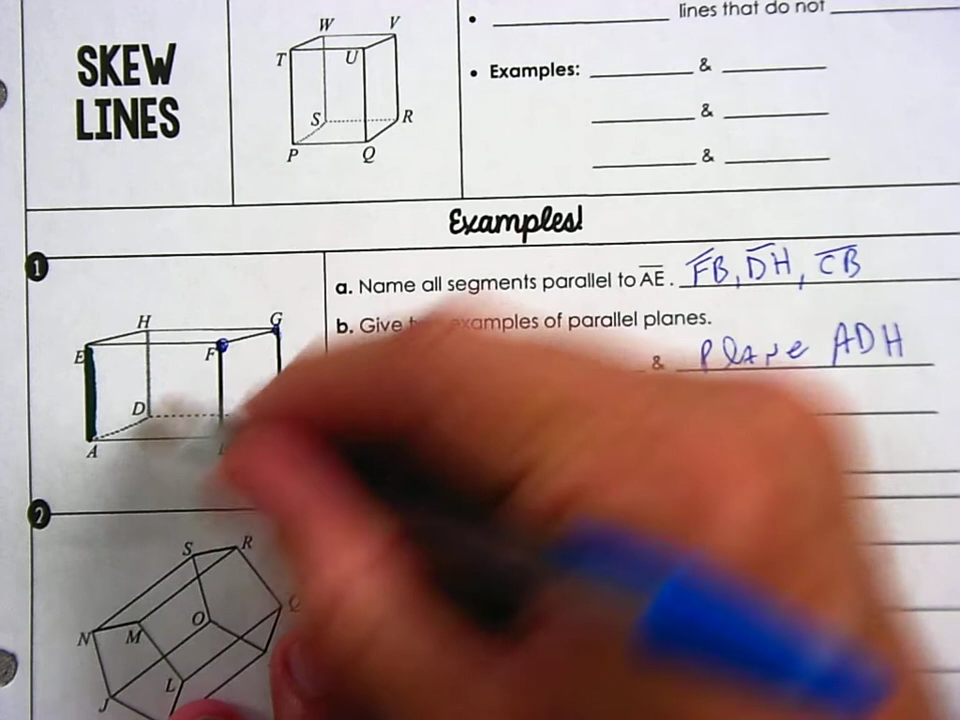 lines that do not
SKEW
LINES
W V
T U
S R
P Q
Examples: & 
&
&
Examples!
1
a. Name all segments parallel to AE. FB, DH, CB
b. Give examples of parallel planes.
& Plane ADH
H G
E F
D
A
2
S R
Q
N M O
L
J